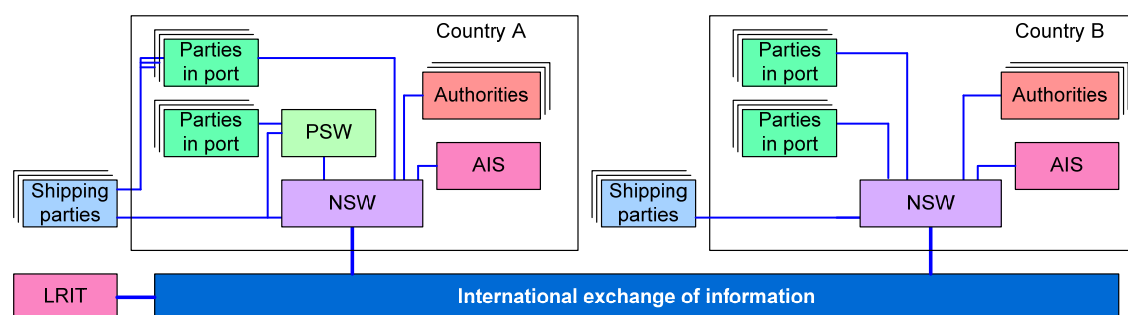 Country A
Parties
in port
Authorities
Parties
in port
PSW
AIS
Shipping
parties
NSW
Country B
Parties
in port
Authorities
Parties
in port
AIS
Shipping
parties
NSW
LRIT
International exchange of information